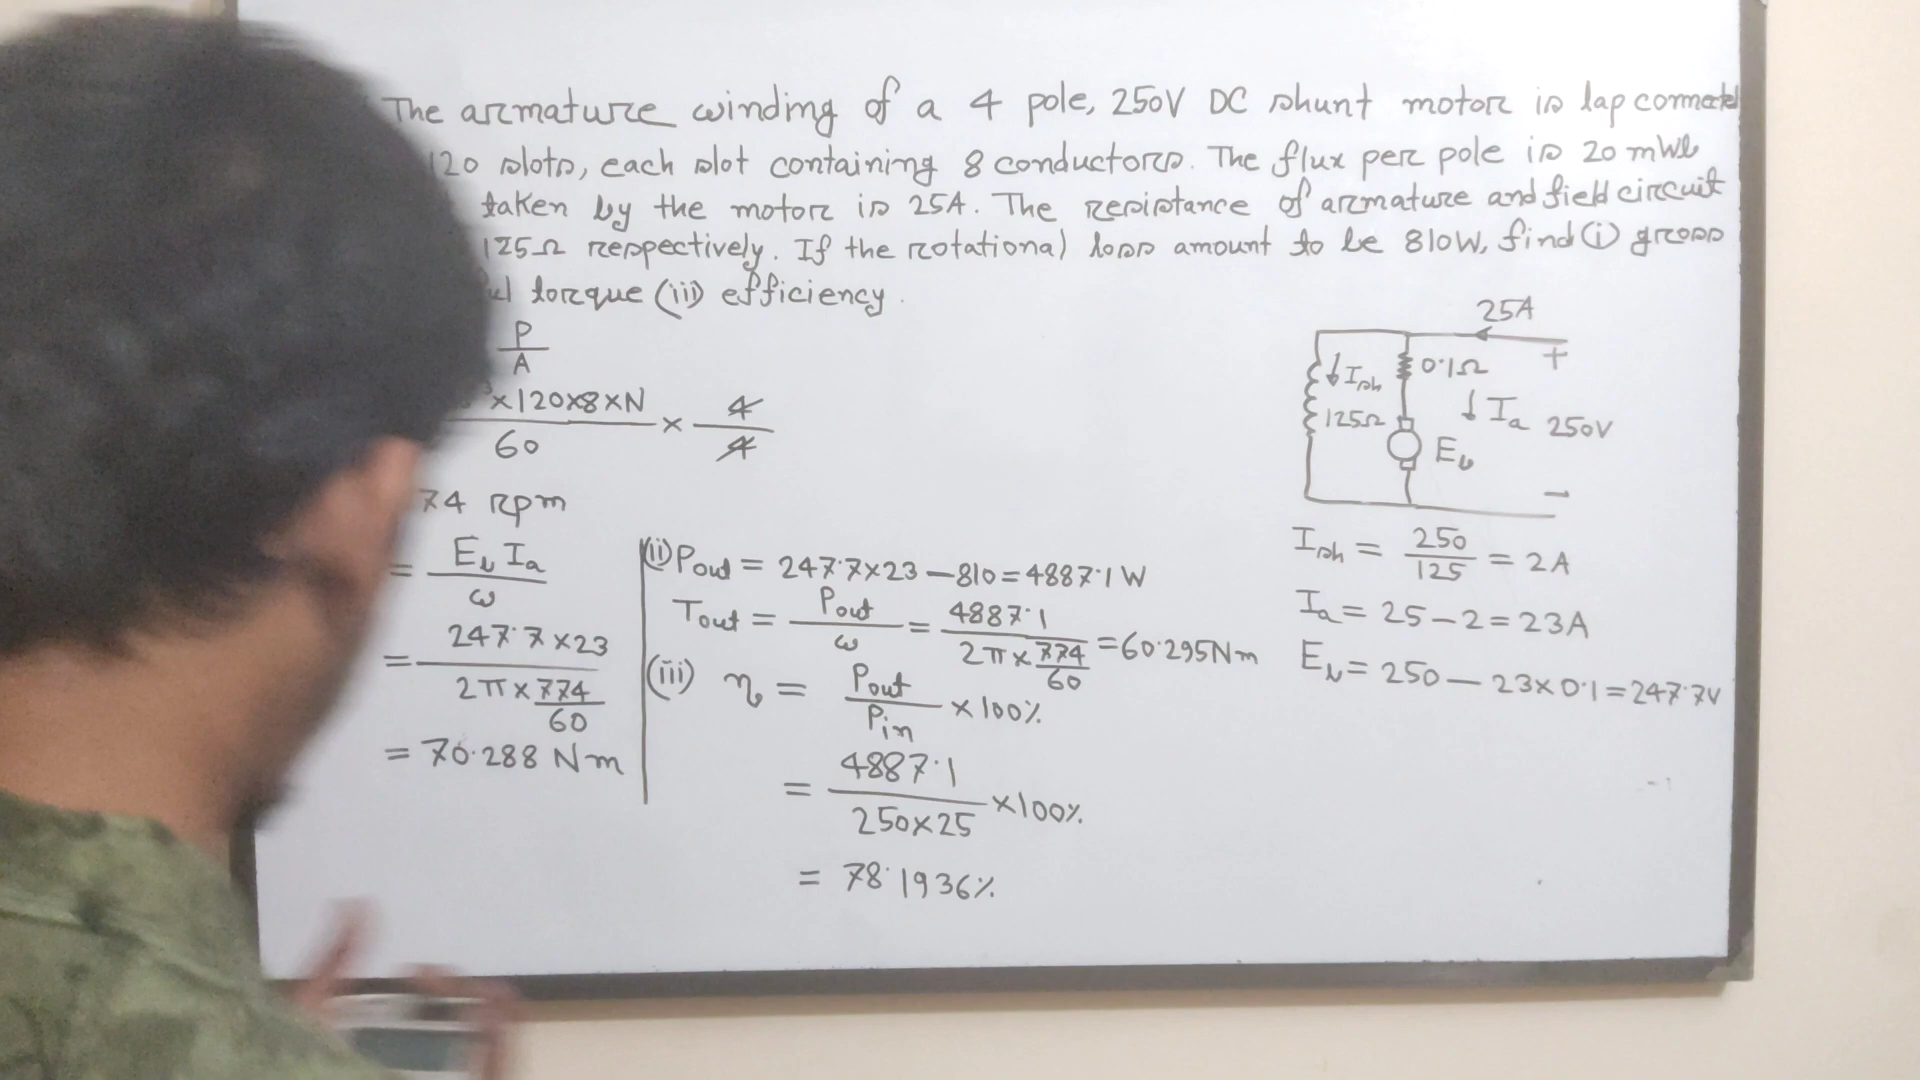 The armature winding of a 4 pole, 250V DC shunt motor is lap connected
120 slots, each slot containing 8 conductors. The flux per pole is 20 mWb
taken by the motor is 25A. The resistance of armature and field circuit
125Ω respectively. If the rotational loss amount to be 810W, find (i) gross
torque (iii) efficiency.
P
A
×120×8×N × 4
60 4
74 rpm
= Eb Ia
ω
= 247.7×23
2π×774
60
= 70.288 Nm
(ii) Pout = 247.7×23 – 810 = 4887.1 W
Tout = Pout = 4887.1 = 60.295Nm
ω 2π×774
60
(iii) η = Pout ×100%
Pin
= 4887.1 ×100%
250×25
= 78.1936%
25A
+
Ish 0.1Ω
125Ω Ia 250V
Eb
–
Ish = 250 = 2A
125
Ia = 25 – 2 = 23A
Eb = 250 – 23×0.1 = 247.7V